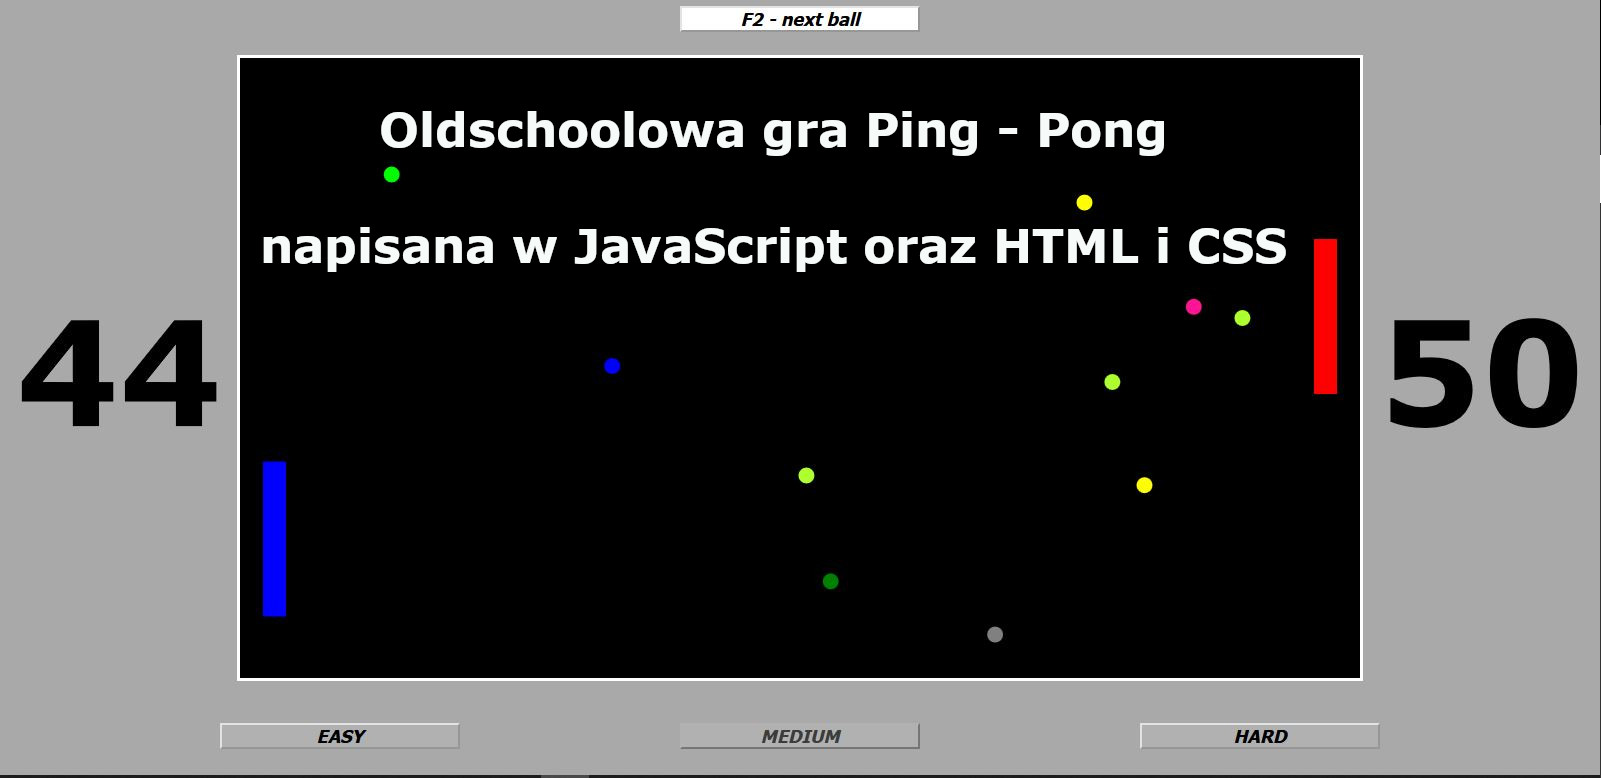 F2 - next ball
Oldschoolowa gra Ping - Pong
napisana w JavaScript oraz HTML i CSS
44
50
EASY
MEDIUM
HARD